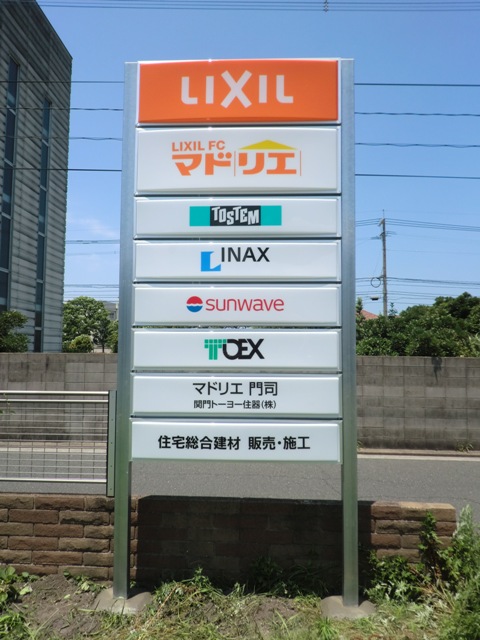 LIXIL
LIXIL FC
マドリエ
TOSTEM
INAX
sunwave
TOEX
マドリエ 門司
関門トーヨー住器(株)
住宅総合建材 販売・施工